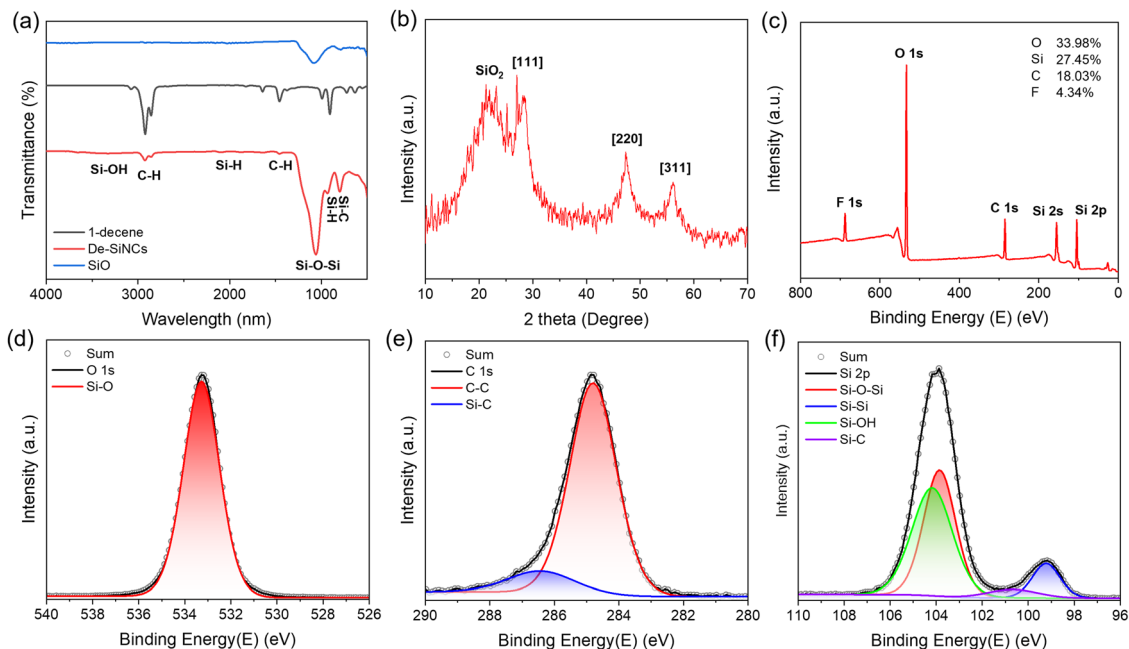 (a)
Transmittance (%)
Si-OH
C-H
Si-H
C-H
Si-H
Si-C
Si-O-Si
1-decene
De-SiNCs
SiO
4000 3000 2000 1000
Wavelength (nm)
(b)
Intensity (a.u.)
SiO2
[111]
[220]
[311]
10 20 30 40 50 60 70
2 theta (Degree)
(c)
Intensity (a.u.)
O 33.98%
Si 27.45%
C 18.03%
F 4.34%
O 1s
F 1s
C 1s
Si 2s
Si 2p
800 600 400 200 0
Binding Energy (E) (eV)
(d)
Intensity (a.u.)
Sum
O 1s
Si-O
540 538 535 533 530 528 526
Binding Energy(E) (eV)
(e)
Intensity (a.u.)
Sum
C 1s
C-C
Si-C
290 288 286 284 282 280
Binding Energy(E) (eV)
(f)
Intensity (a.u.)
Sum
Si 2p
Si-O-Si
Si-Si
Si-OH
Si-C
110 108 106 104 102 100 98 96
Binding Energy(E) (eV)